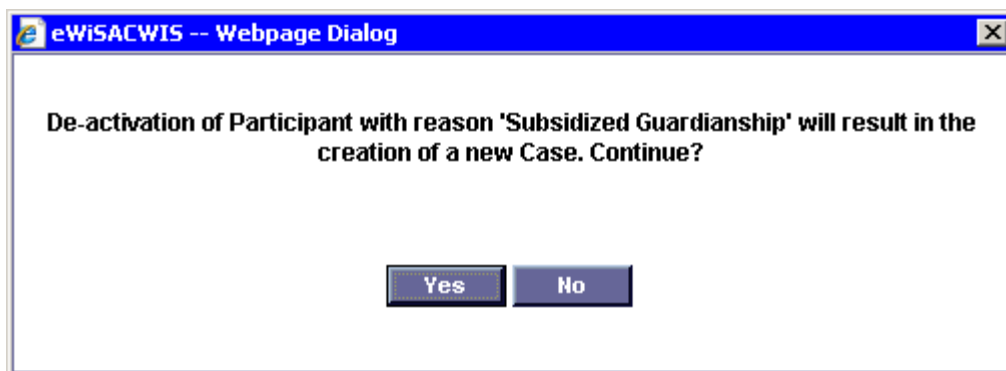 eWiSACWIS -- Webpage Dialog
De-activation of Participant with reason 'Subsidized Guardianship' will result in the
creation of a new Case. Continue?
Yes No